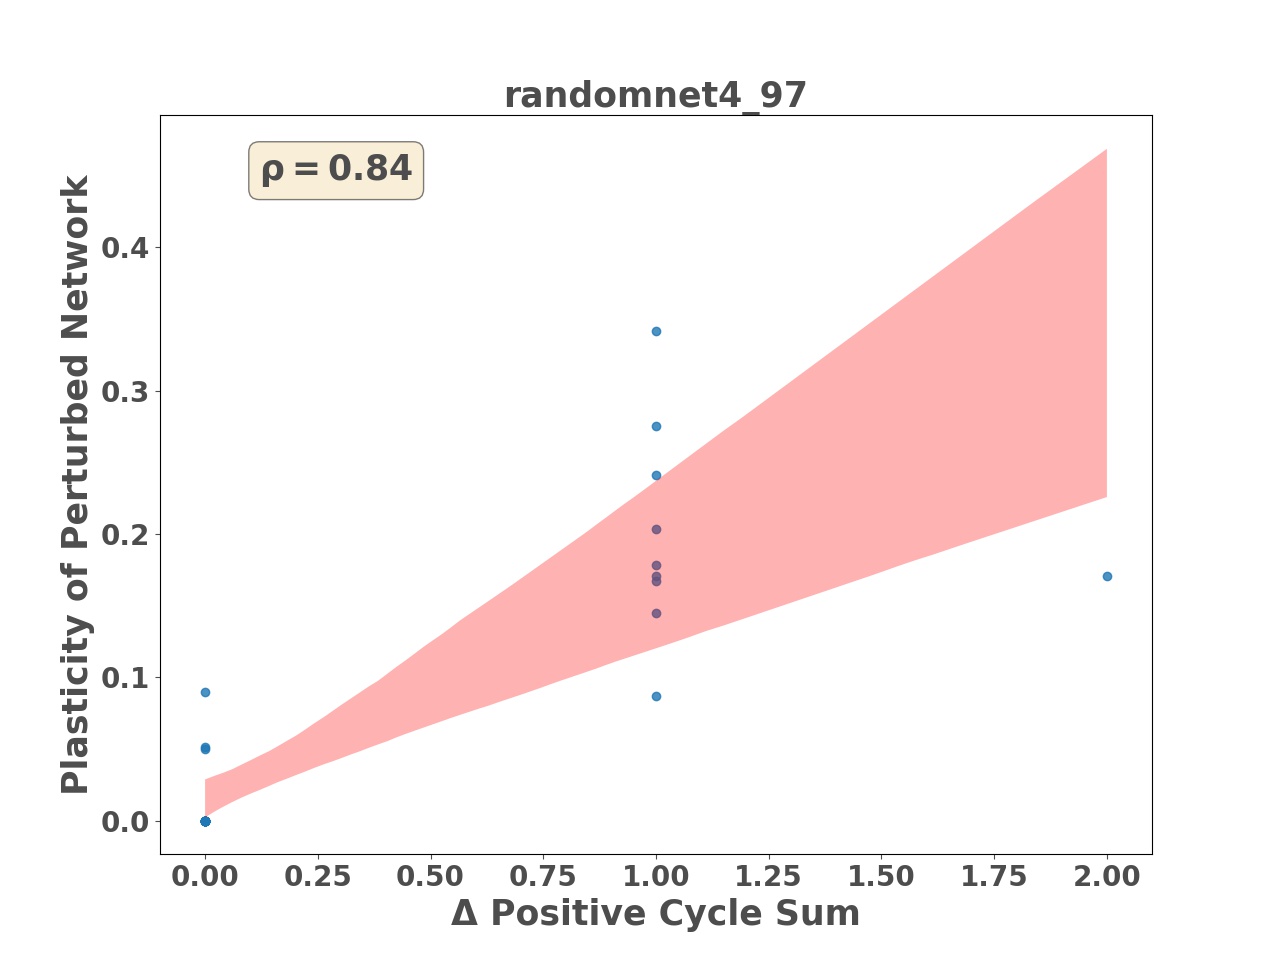 randomnet4_97
ρ = 0.84
Plasticity of Perturbed Network
0.4
0.3
0.2
0.1
0.0
0.00 0.25 0.50 0.75 1.00 1.25 1.50 1.75 2.00
Δ Positive Cycle Sum